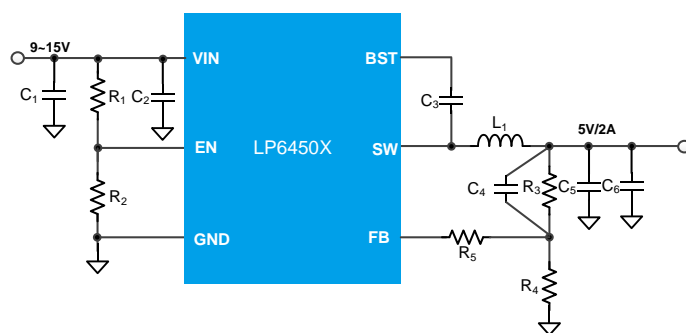 9~15V
VIN
BST
C1
R1
C2
C3
L1
5V/2A
EN
LP6450X
SW
R2
C4
R3
C5
C6
GND
FB
R5
R4